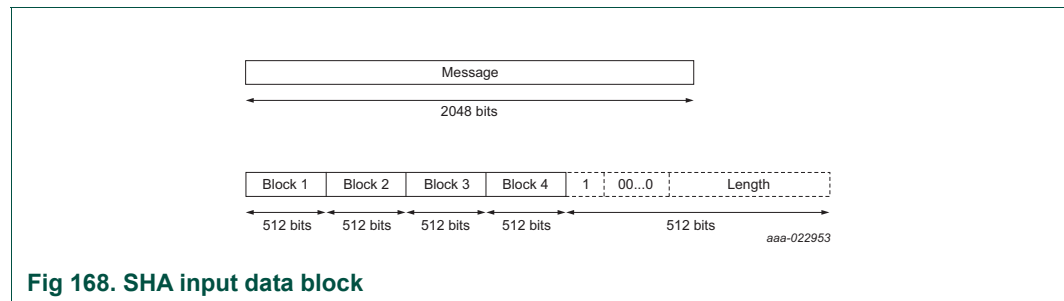 Message
2048 bits
Block 1 Block 2 Block 3 Block 4 1 00...0 Length
512 bits 512 bits 512 bits 512 bits 512 bits
aaa-022953
Fig 168. SHA input data block